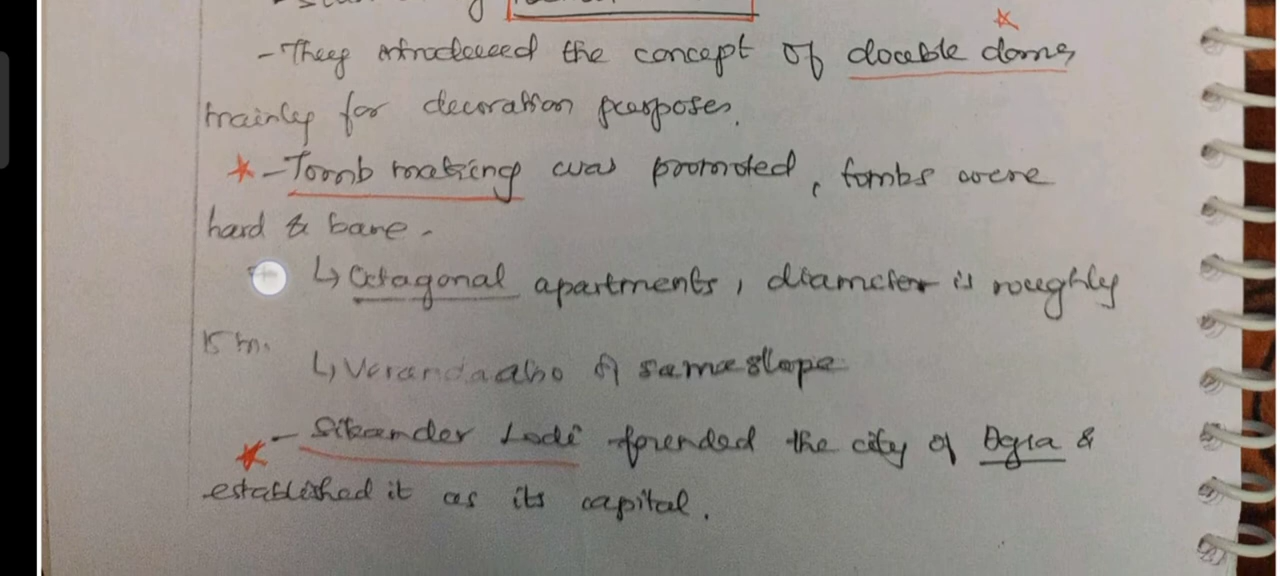 - They introduced the concept of double dome,
mainly for decoration purposes.
- Tomb making was promoted, tombs were
hard & bare.
↳ Octagonal apartments, diameter is roughly
15 m.
↳ Veranda also of same slope
- Sikander Lodi founded the city of Agra &
established it as its capital.